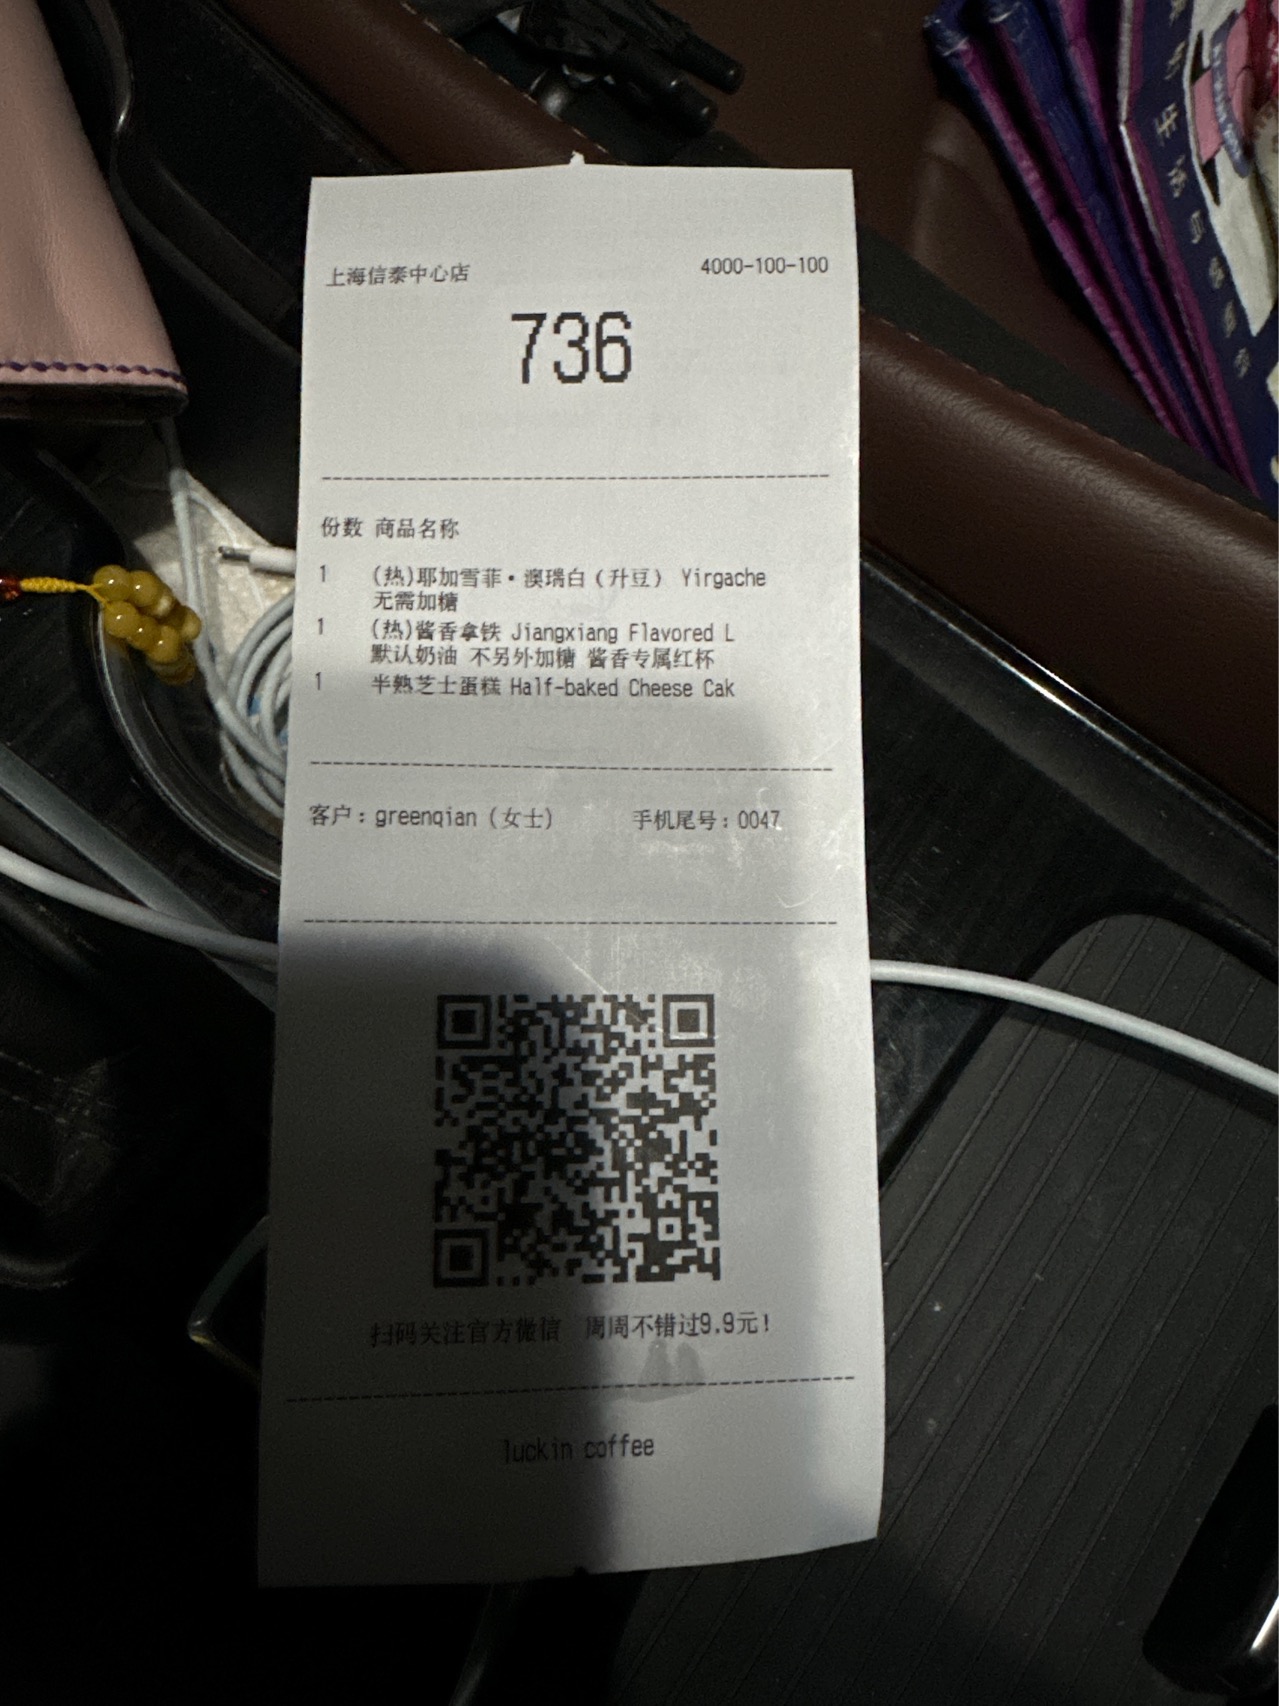 上海信泰中心店 4000-100-100
736
份数 商品名称
1 (热)耶加雪菲·澳瑞白（升豆） Yirgache
无需加糖
1 (热)酱香拿铁 Jiangxiang Flavored L
默认奶油 不另外加糖 酱香专属红杯
1 半熟芝士蛋糕 Half-baked Cheese Cak
客户：greenqian（女士） 手机尾号：0047
扫码关注官方微信 周周不错过9.9元！
luckin coffee
生活